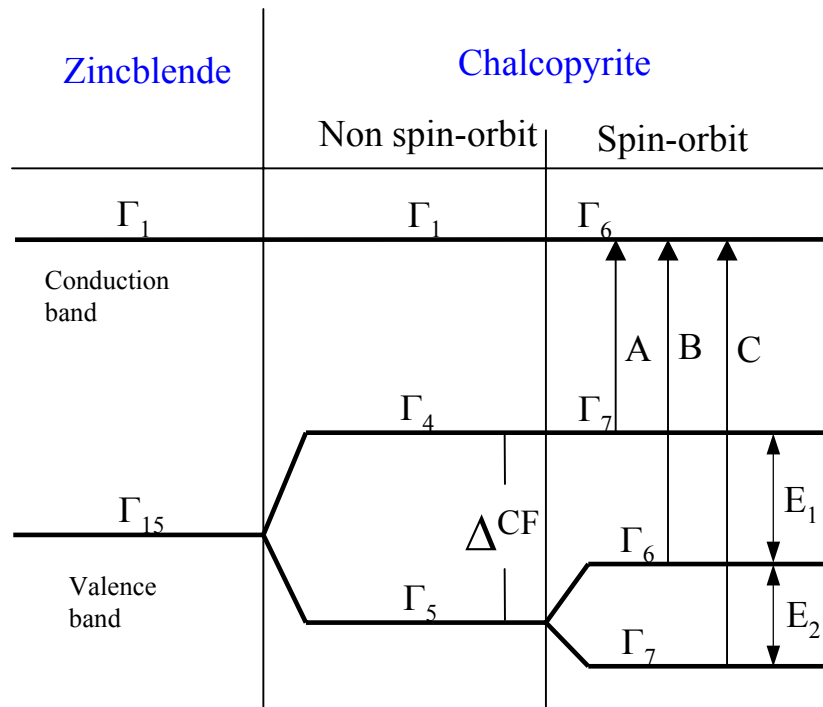 Zincblende
Chalcopyrite
Non spin-orbit
Spin-orbit
Γ₁
Γ₁
Γ₆
Conduction
band
A
B
C
Γ₄
Γ₇
Γ₁₅
Δ^CF
E₁
Γ₆
Valence
band
Γ₅
E₂
Γ₇